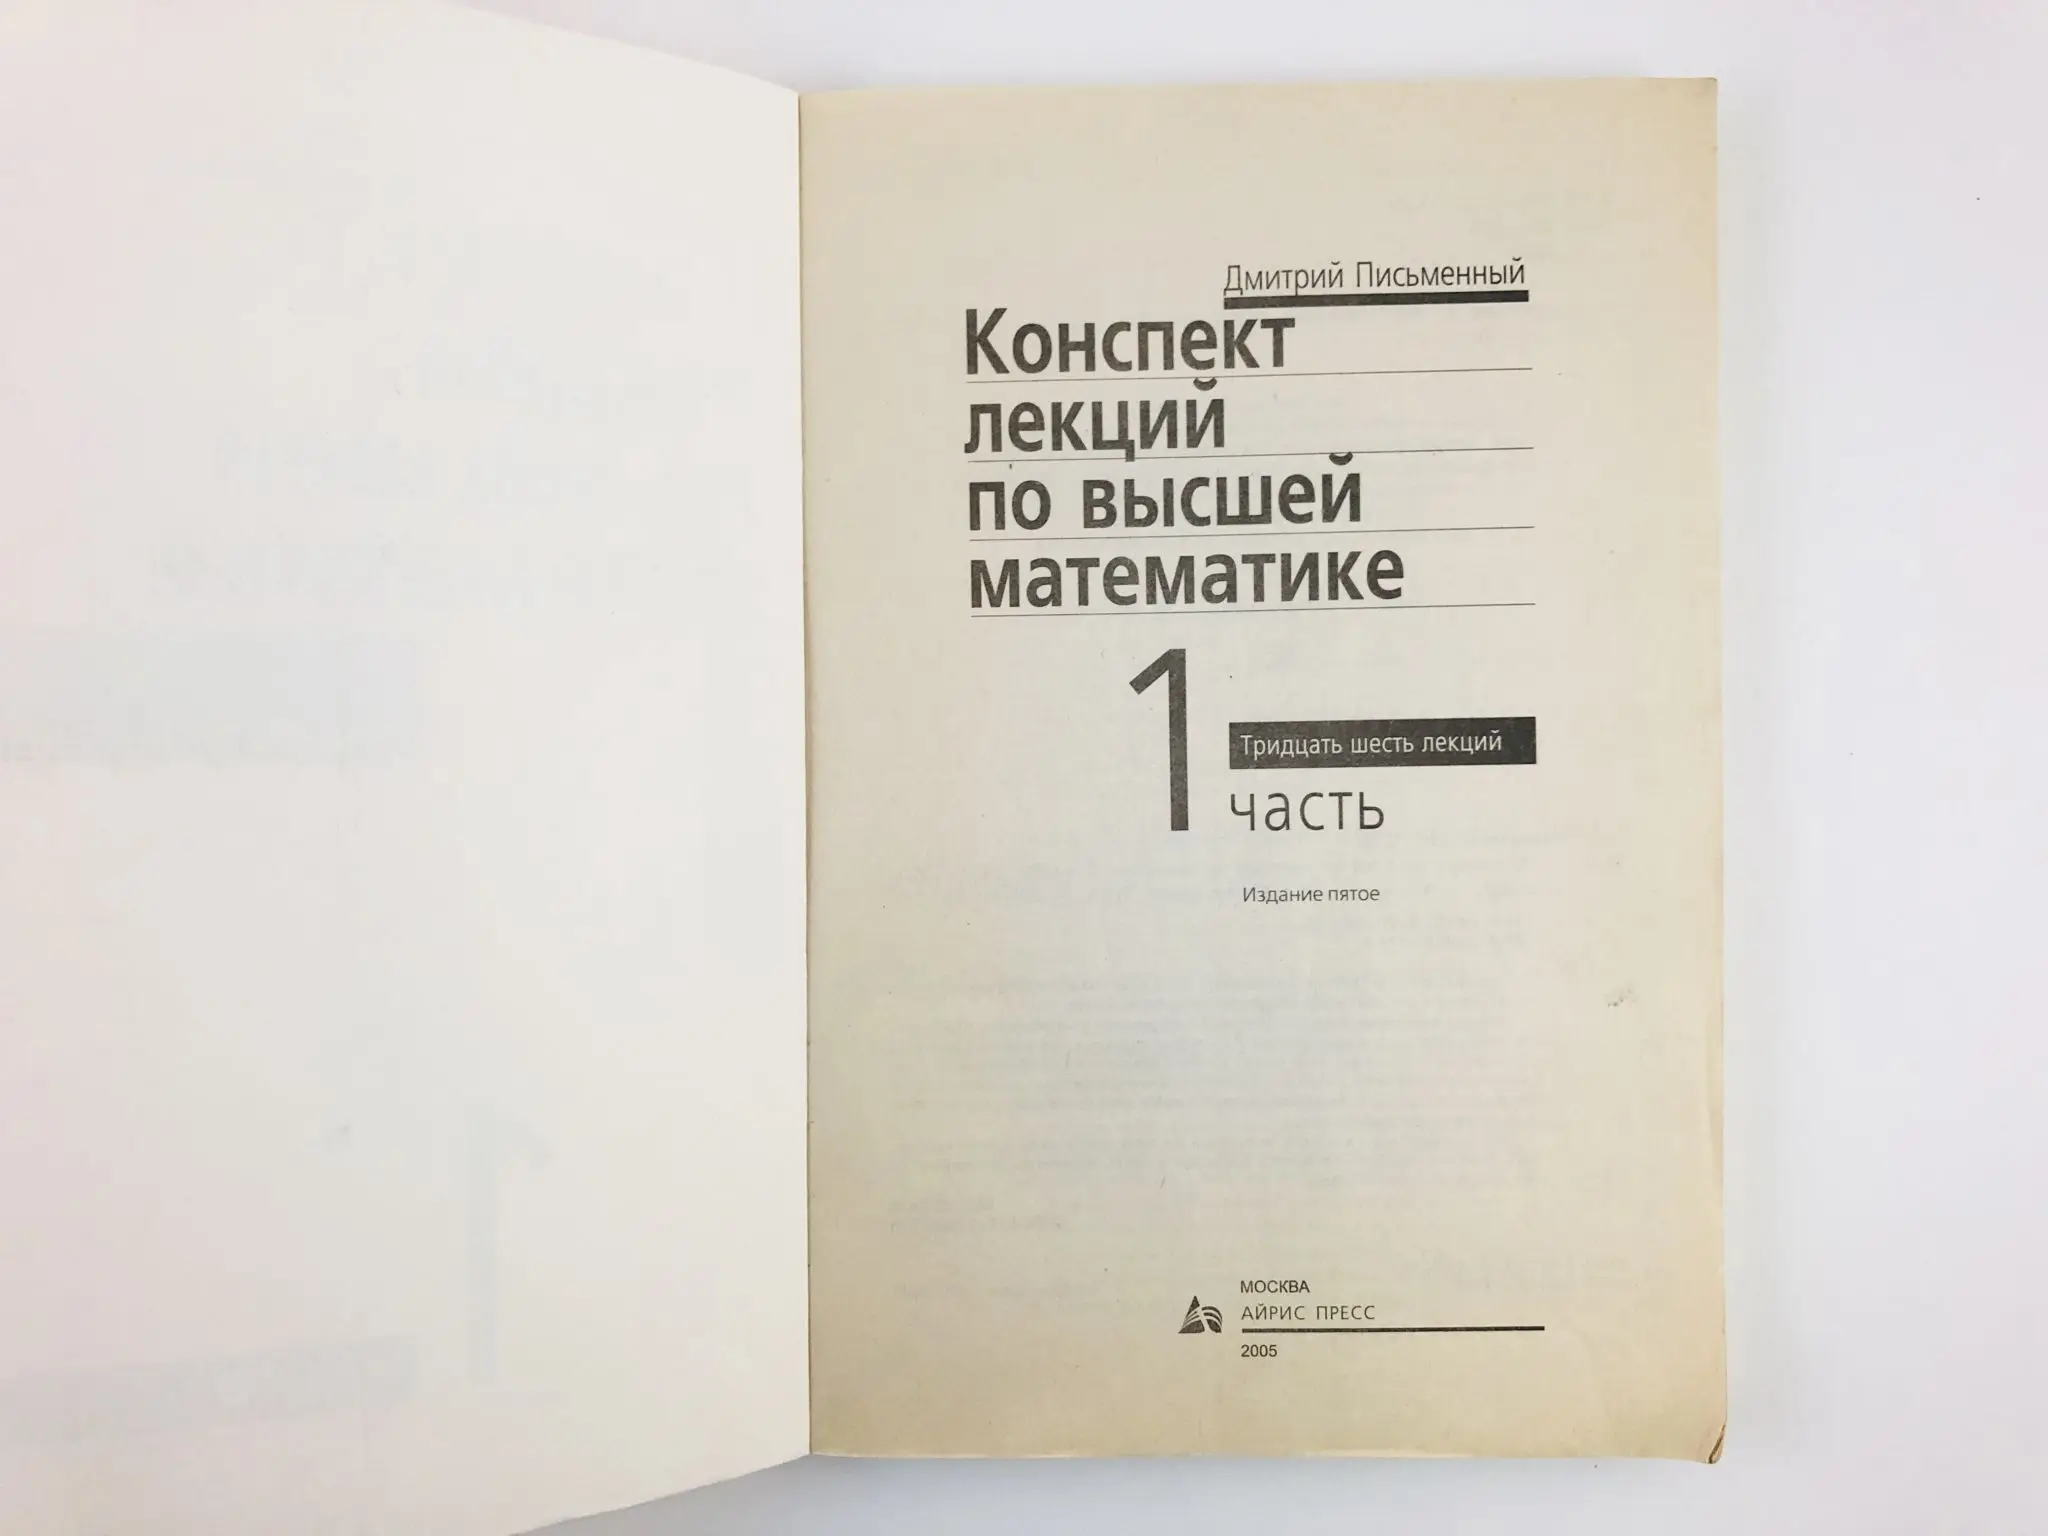 Дмитрий Письменный
Конспект
лекций
по высшей
математике
1
Тридцать шесть лекций
часть
Издание пятое
МОСКВА
АЙРИС ПРЕСС
2005